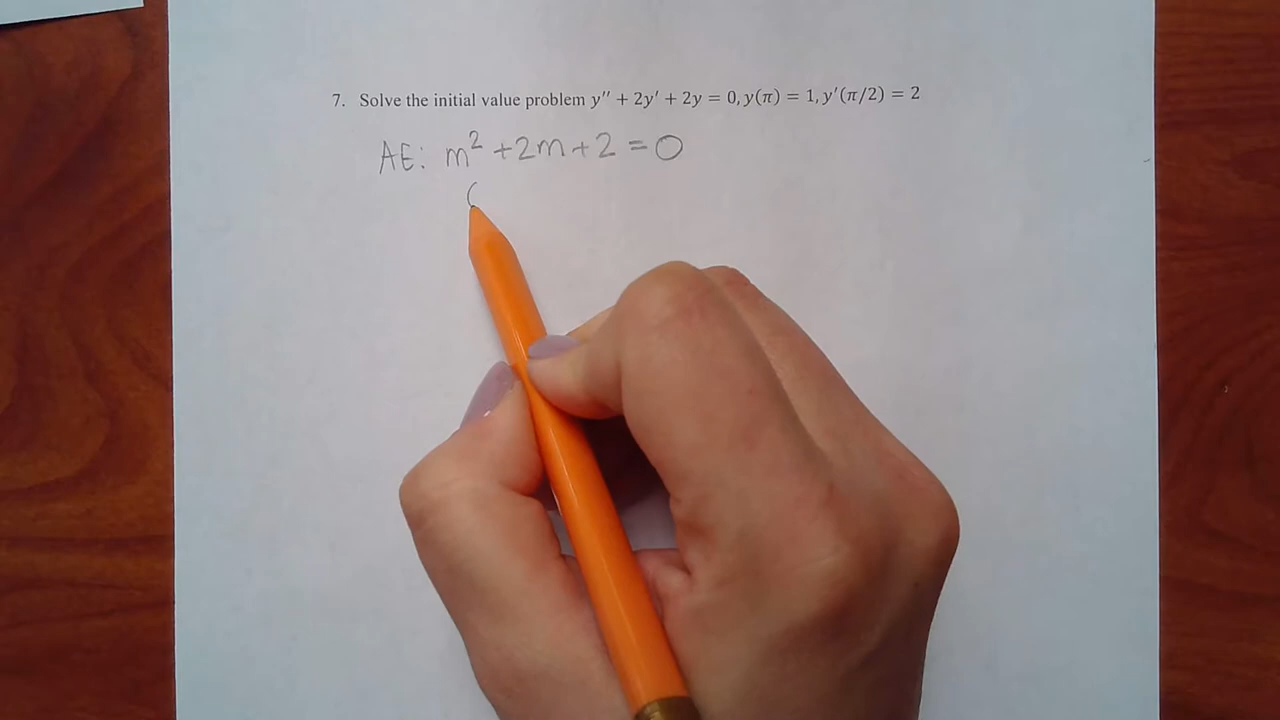 7. Solve the initial value problem y″ + 2y′ + 2y = 0, y(π) = 1, y′(π/2) = 2
AE: m² + 2m + 2 = 0
(